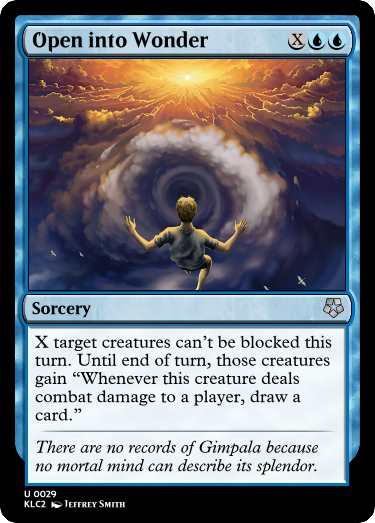 Open into Wonder X
Sorcery
X target creatures can't be blocked this
turn. Until end of turn, those creatures
gain “Whenever this creature deals
combat damage to a player, draw a
card.”
There are no records of Gimpala because
no mortal mind can describe its splendor.
U 0029
KLC2 Jeffrey Smith